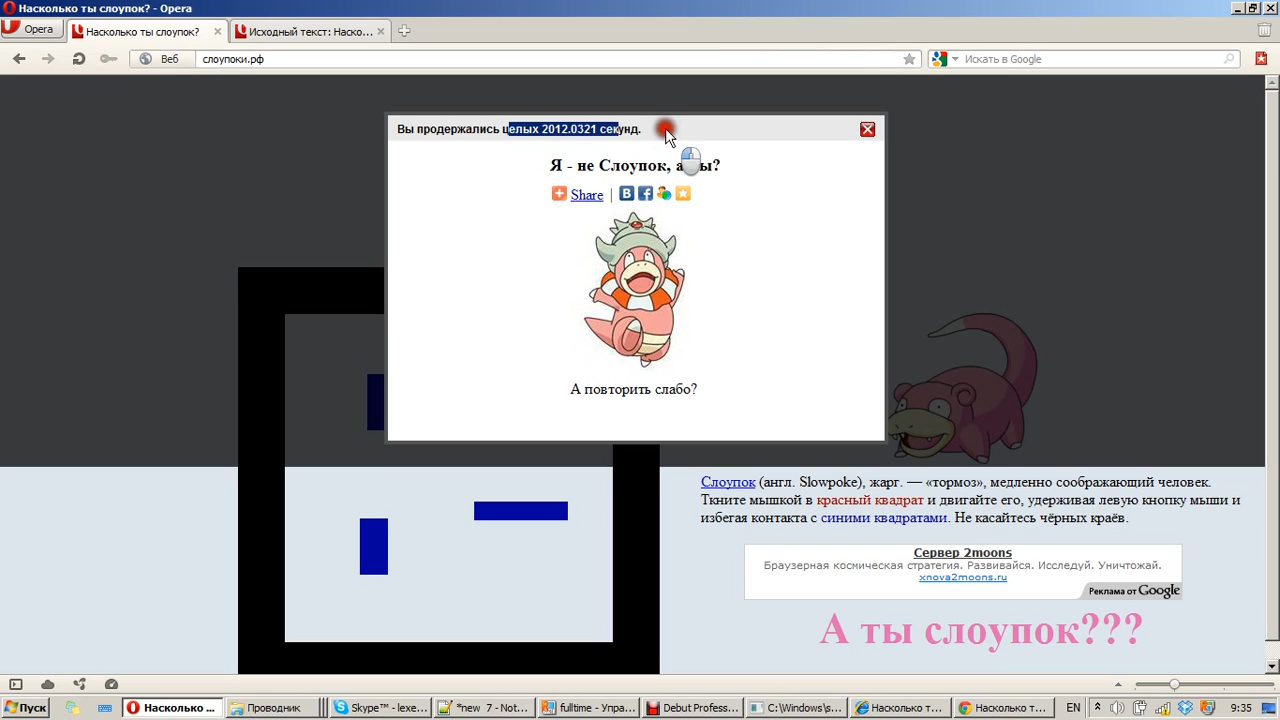 Насколько ты слоупок? - Opera
Opera
Насколько ты слоупок?
Исходный текст: Наско...
Веб
слоупоки.рф
Искать в Google
Вы продержались целых 2012.0321 секунд.
Я - не Слоупок, а ы?
Share |
А повторить слабо?
Слоупок (англ. Slowpoke), жарг. — «тормоз», медленно соображающий человек.
Ткните мышкой в красный квадрат и двигайте его, удерживая левую кнопку мыши и
избегая контакта с синими квадратами. Не касайтесь чёрных краёв.
Сервер 2moons
Браузерная космическая стратегия. Развивайся. Исследуй. Уничтожай.
xnova2moons.ru
Реклама от Google
А ты слоупок???
Пуск
Насколько ...
Проводник
Skype™ - lexe...
*new_7 - Not...
fulltime - Упра...
Debut Profess...
C:\Windows\s...
Насколько т...
Насколько т...
EN
9:35